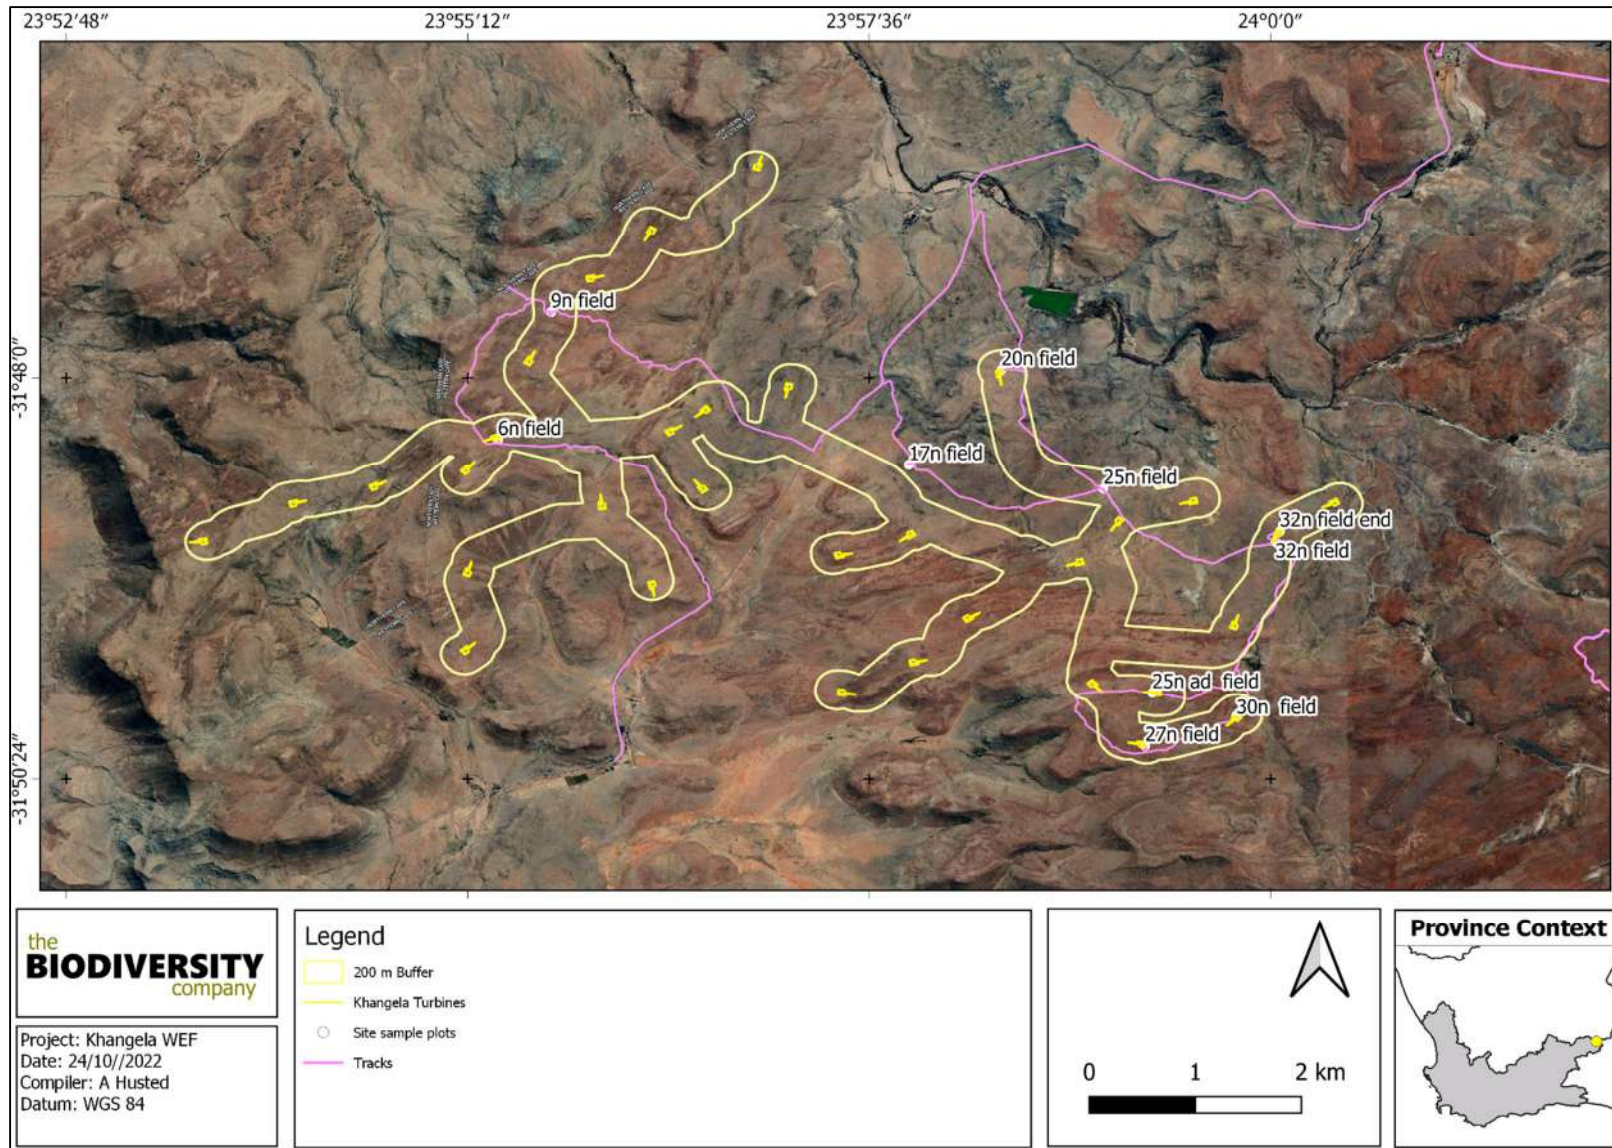 23°52′48″ 23°55′12″ 23°57′36″ 24°0′0″
-31°48′0″
-31°50′24″
9n field
20n field
6n field
17n field
25n field
32n field end
32n field
25n ad  field
30n  field
27n field
the
BIODIVERSITY
company
Project: Khangela WEF
Date: 24/10//2022
Compiler: A Husted
Datum: WGS 84
Legend
200 m Buffer
Khangela Turbines
Site sample plots
Tracks
0 1 2 km
Province Context